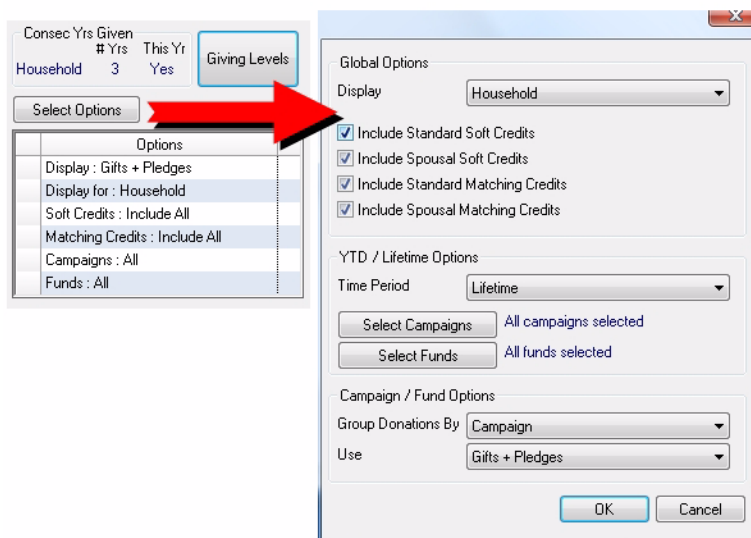 Consec Yrs Given
# Yrs This Yr
Household 3 Yes
Giving Levels
Select Options
Options
Display : Gifts + Pledges
Display for : Household
Soft Credits : Include All
Matching Credits : Include All
Campaigns : All
Funds : All
Global Options
Display Household
Include Standard Soft Credits
Include Spousal Soft Credits
Include Standard Matching Credits
Include Spousal Matching Credits
YTD / Lifetime Options
Time Period Lifetime
Select Campaigns All campaigns selected
Select Funds All funds selected
Campaign / Fund Options
Group Donations By Campaign
Use Gifts + Pledges
OK Cancel